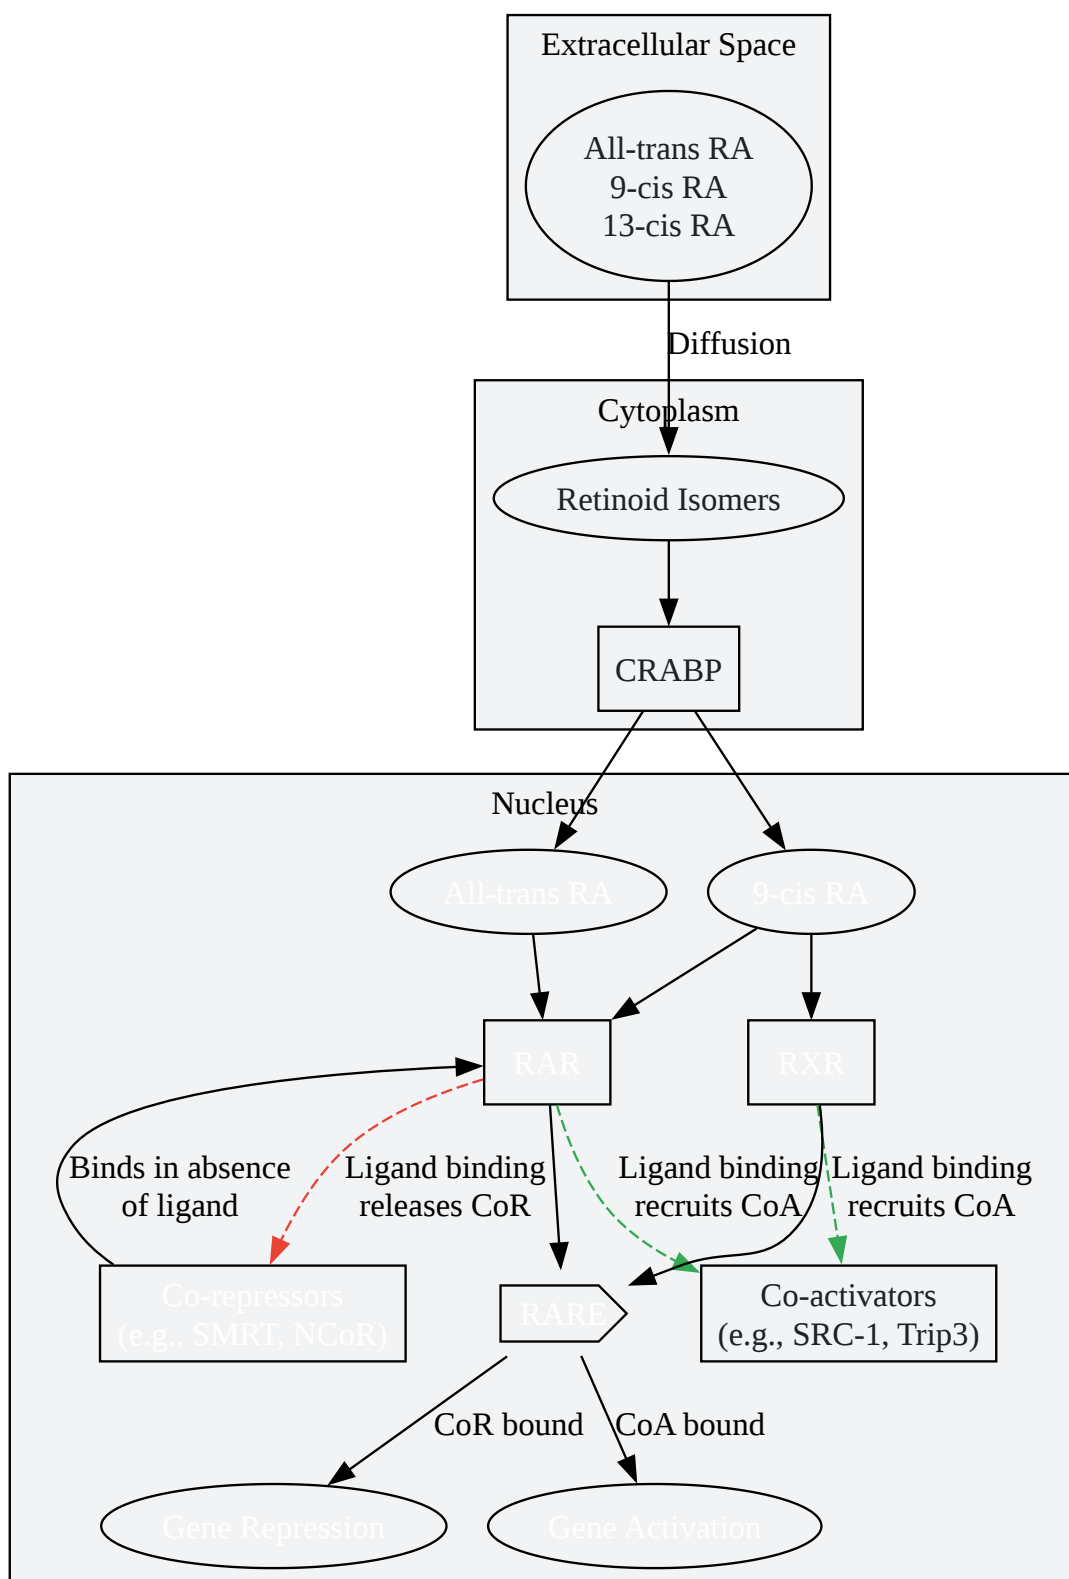 Extracellular Space
All-trans RA
9-cis RA
13-cis RA
Diffusion
Cytoplasm
Retinoid Isomers
CRABP
Nucleus
All-trans RA
9-cis RA
RAR
RXR
Binds in absence
of ligand
Ligand binding
releases CoR
Ligand binding
recruits CoA
Ligand binding
recruits CoA
Co-repressors
(e.g., SMRT, NCoR)
RARE
Co-activators
(e.g., SRC-1, Trip3)
CoR bound
CoA bound
Gene Repression
Gene Activation